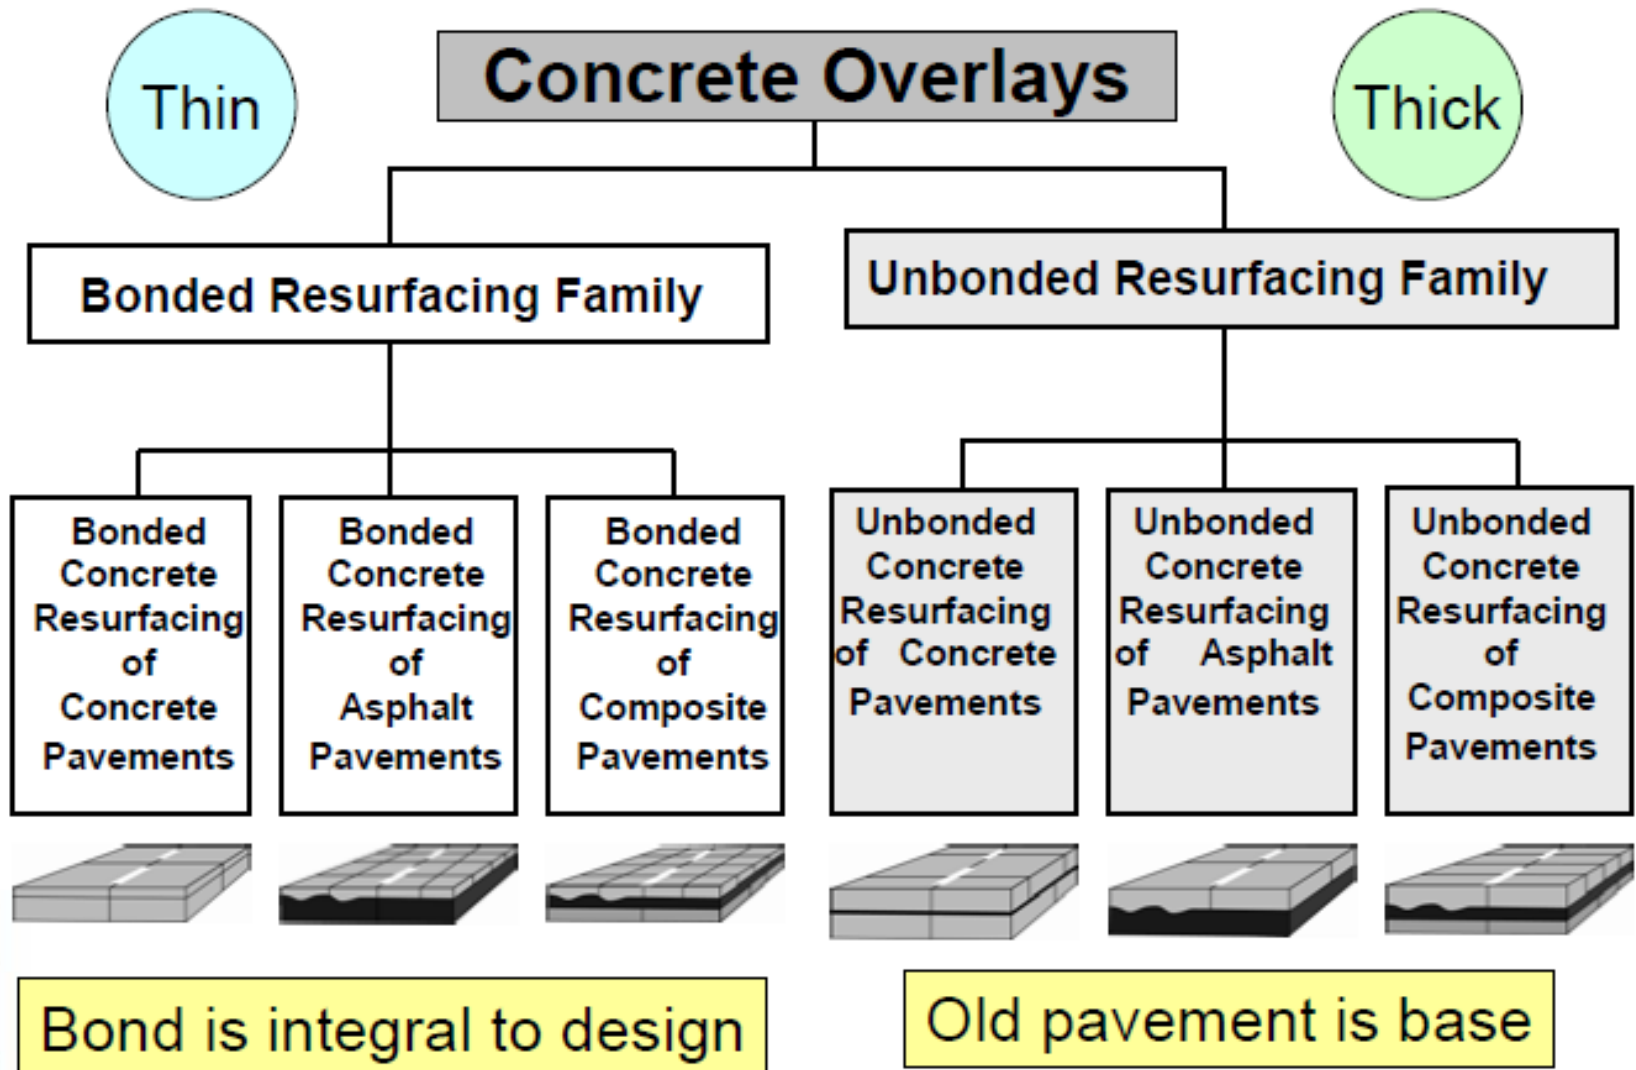 Thin
Concrete Overlays
Thick
Bonded Resurfacing Family
Unbonded Resurfacing Family
Bonded
Concrete
Resurfacing
of
Concrete
Pavements
Bonded
Concrete
Resurfacing
of
Asphalt
Pavements
Bonded
Concrete
Resurfacing
of
Composite
Pavements
Unbonded
Concrete
Resurfacing
of Concrete
Pavements
Unbonded
Concrete
Resurfacing
of Asphalt
Pavements
Unbonded
Concrete
Resurfacing
of
Composite
Pavements
Bond is integral to design
Old pavement is base